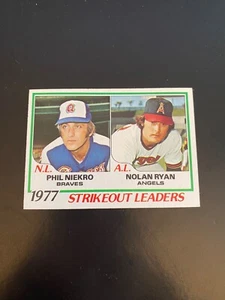 N.L. A.L.
PHIL NIEKRO NOLAN RYAN
BRAVES ANGELS
1977 STRIKEOUT LEADERS